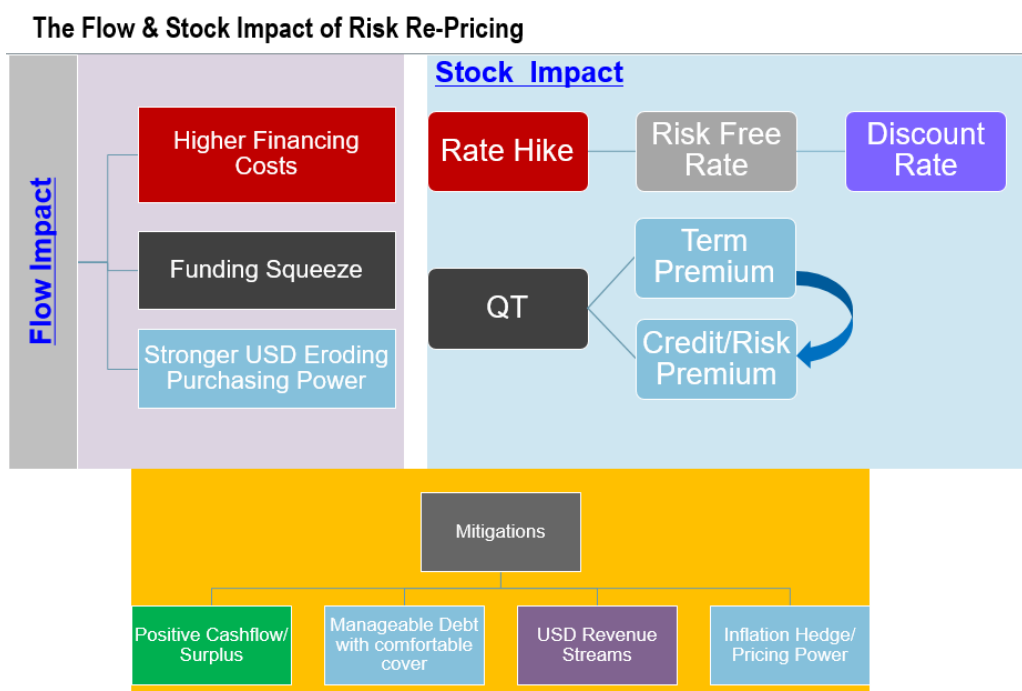 The Flow & Stock Impact of Risk Re-Pricing
Flow Impact
Higher Financing
Costs
Funding Squeeze
Stronger USD Eroding
Purchasing Power
Stock Impact
Rate Hike
Risk Free
Rate
Discount
Rate
QT
Term
Premium
Credit/Risk
Premium
Mitigations
Positive Cashflow/
Surplus
Manageable Debt
with comfortable
cover
USD Revenue
Streams
Inflation Hedge/
Pricing Power